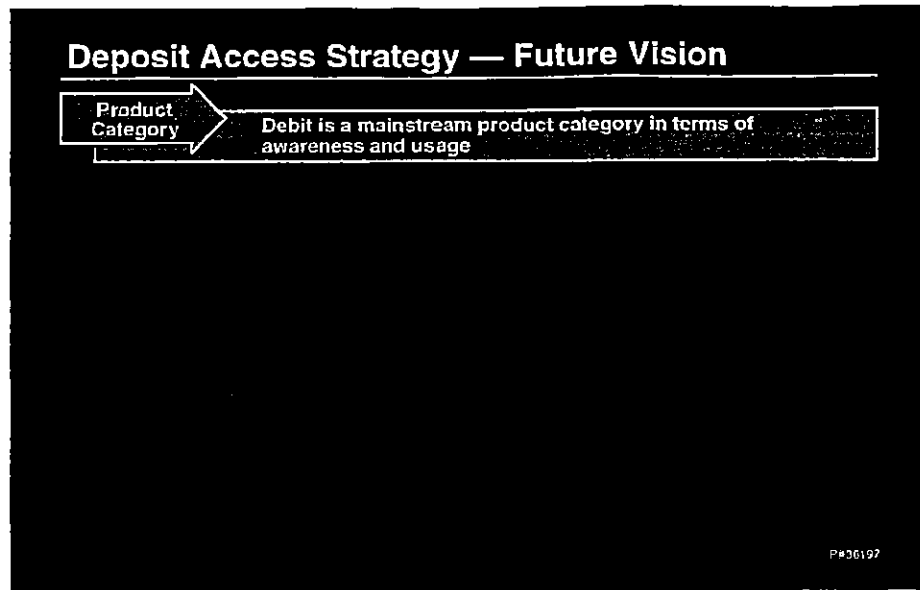 Deposit Access Strategy — Future Vision
Product
Category
Debit is a mainstream product category in terms of
awareness and usage
P#36197